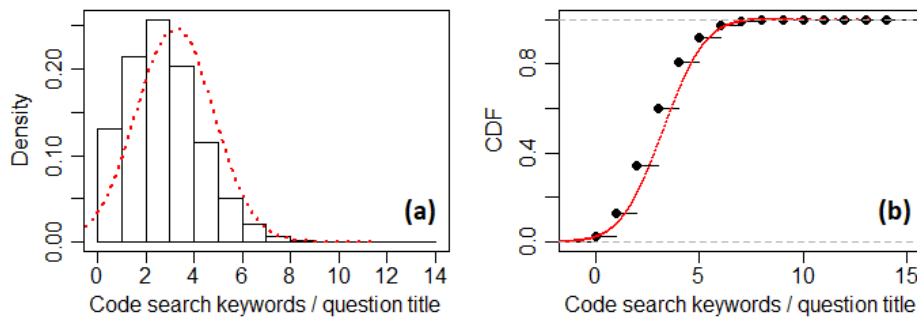 0.00 0.10 0.20
Density
0 2 4 6 8 10 12 14
Code search keywords / question title
(a)
0.0 0.4 0.8
CDF
0 5 10 15
Code search keywords / question title
(b)